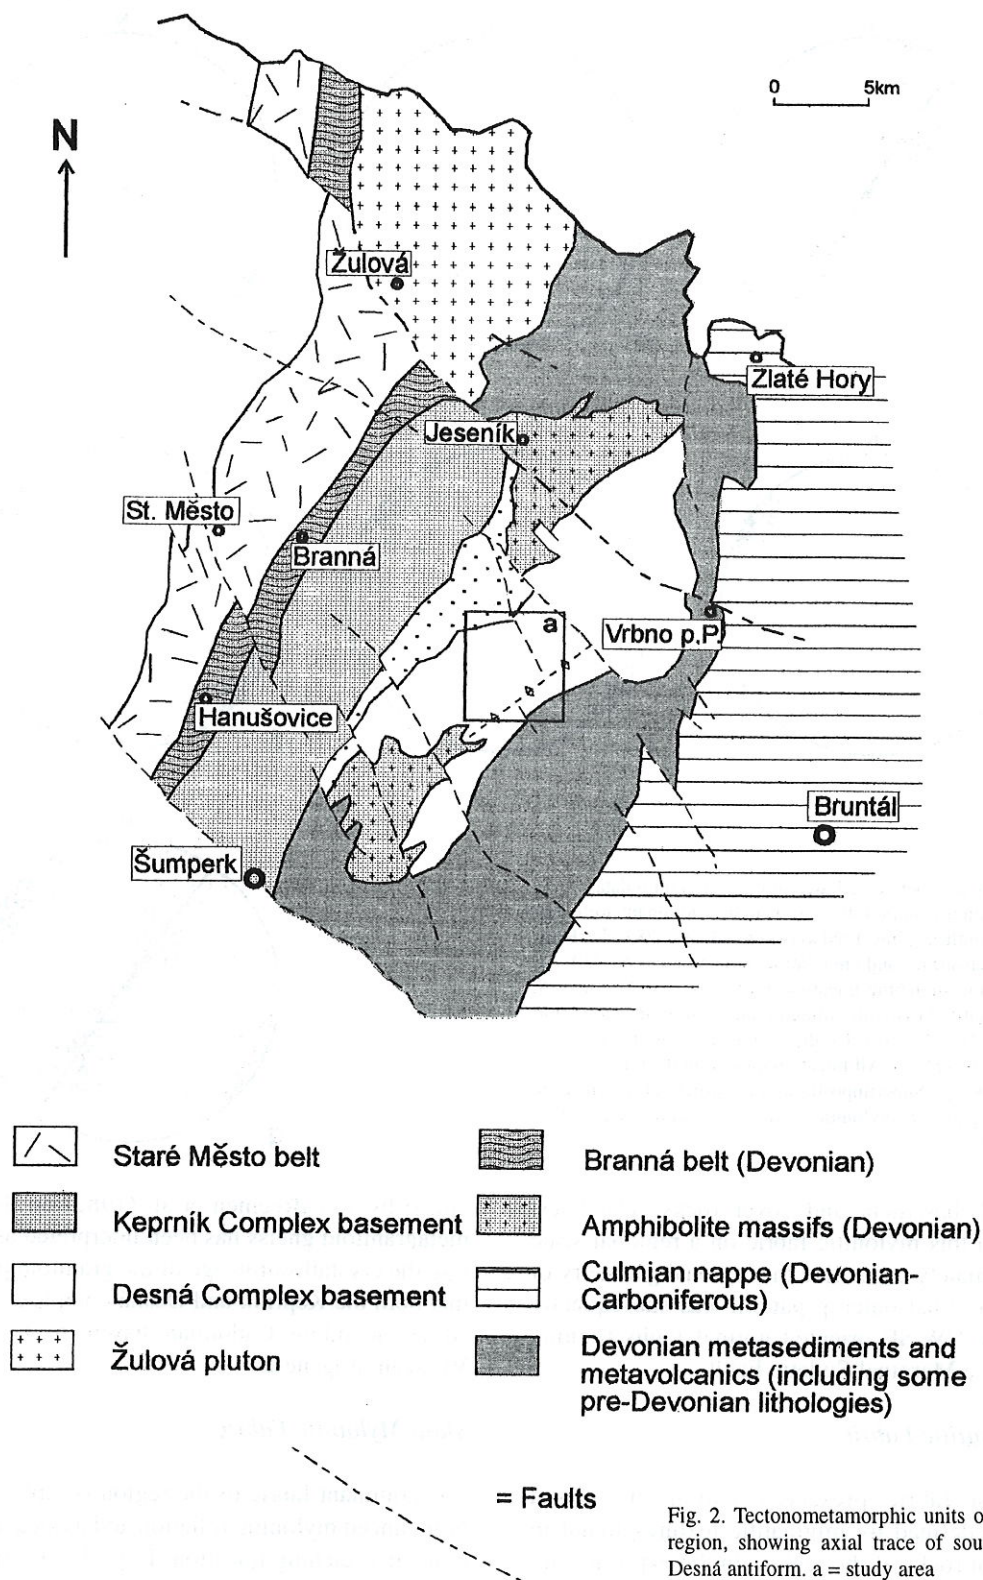 0 5km
N
Žulová
Zlaté Hory
Jeseník
St. Město
Branná
a
Vrbno p.P.
Hanušovice
Bruntál
Šumperk
Staré Město belt
Keprník Complex basement
Desná Complex basement
Žulová pluton
Branná belt (Devonian)
Amphibolite massifs (Devonian)
Culmian nappe (Devonian-
Carboniferous)
Devonian metasediments and
metavolcanics (including some
pre-Devonian lithologies)
= Faults
Fig. 2. Tectonometamorphic units o
region, showing axial trace of sou
Desná antiform. a = study area